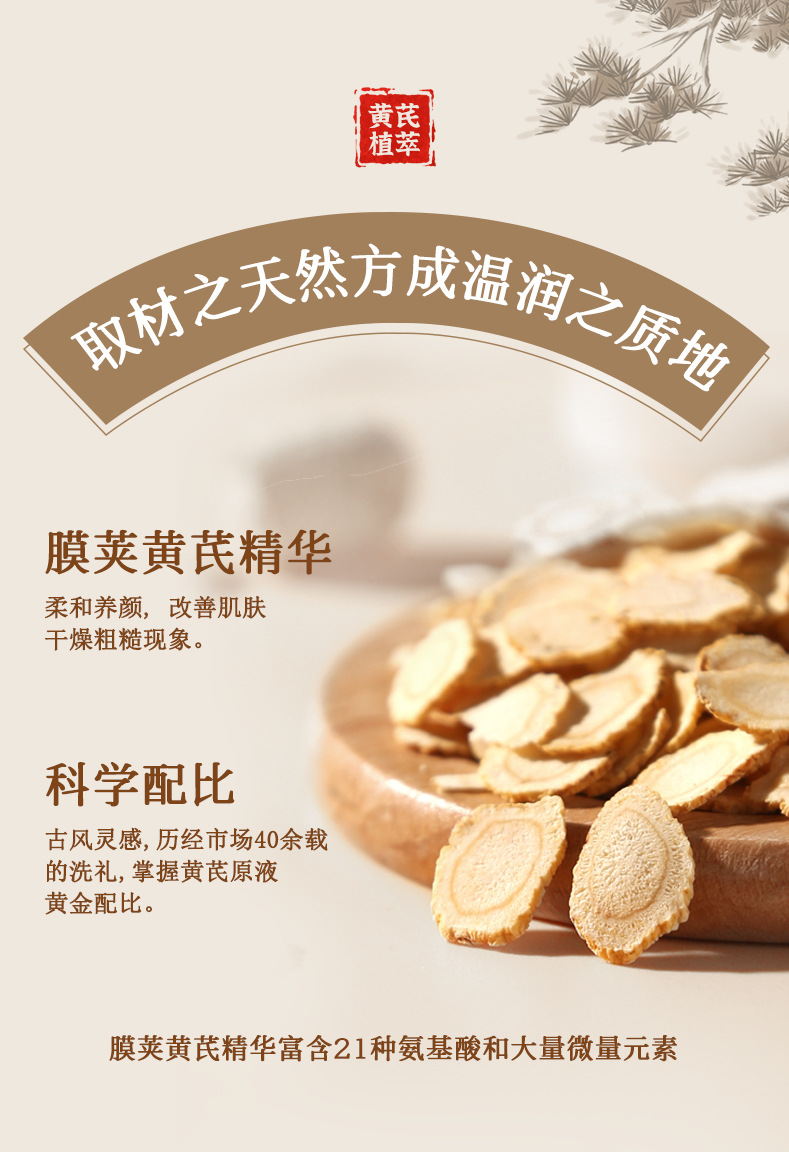 黄芪
植萃
取材之天然方成温润之质地
膜荚黄芪精华
柔和养颜, 改善肌肤
干燥粗糙现象。
科学配比
古风灵感,历经市场40余载
的洗礼,掌握黄芪原液
黄金配比。
膜荚黄芪精华富含21种氨基酸和大量微量元素